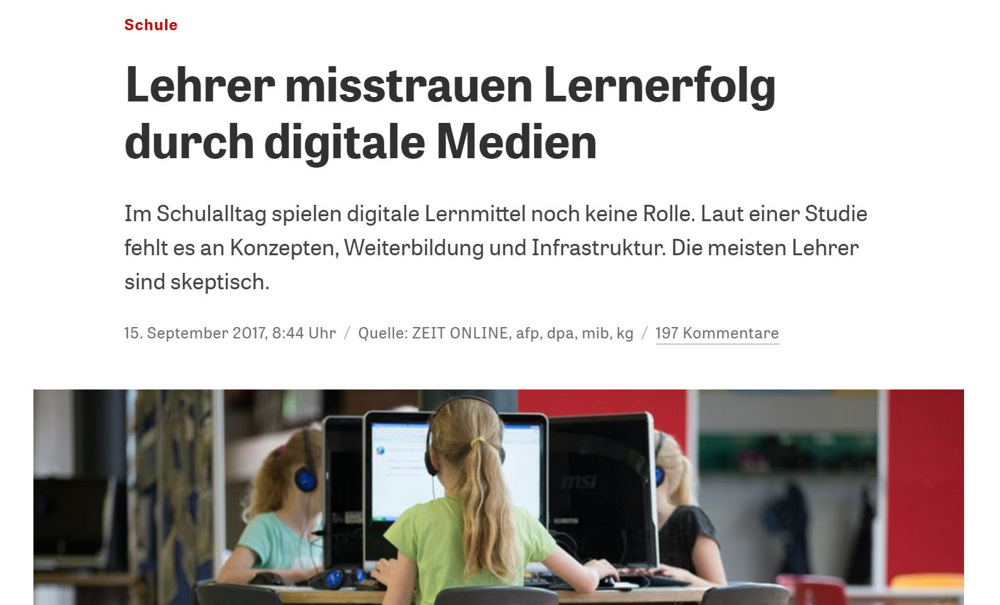 Schule
Lehrer misstrauen Lernerfolg
durch digitale Medien
Im Schulalltag spielen digitale Lernmittel noch keine Rolle. Laut einer Studie
fehlt es an Konzepten, Weiterbildung und Infrastruktur. Die meisten Lehrer
sind skeptisch.
15. September 2017, 8:44 Uhr / Quelle: ZEIT ONLINE, afp, dpa, mib, kg / 197 Kommentare
msi